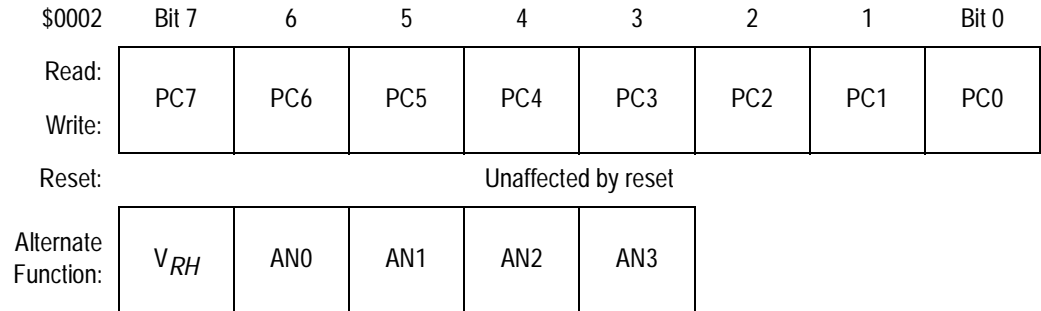 $0002 Bit 7 6 5 4 3 2 1 Bit 0
Read:
PC7 PC6 PC5 PC4 PC3 PC2 PC1 PC0
Write:
Reset: Unaffected by reset
Alternate
Function:
VRH AN0 AN1 AN2 AN3